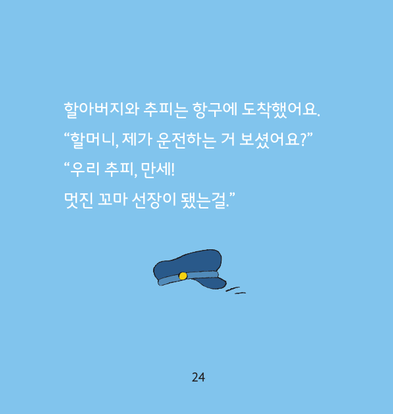 할아버지와 추피는 항구에 도착했어요.
“할머니, 제가 운전하는 거 보셨어요?”
“우리 추피, 만세!
멋진 꼬마 선장이 됐는걸.”
24